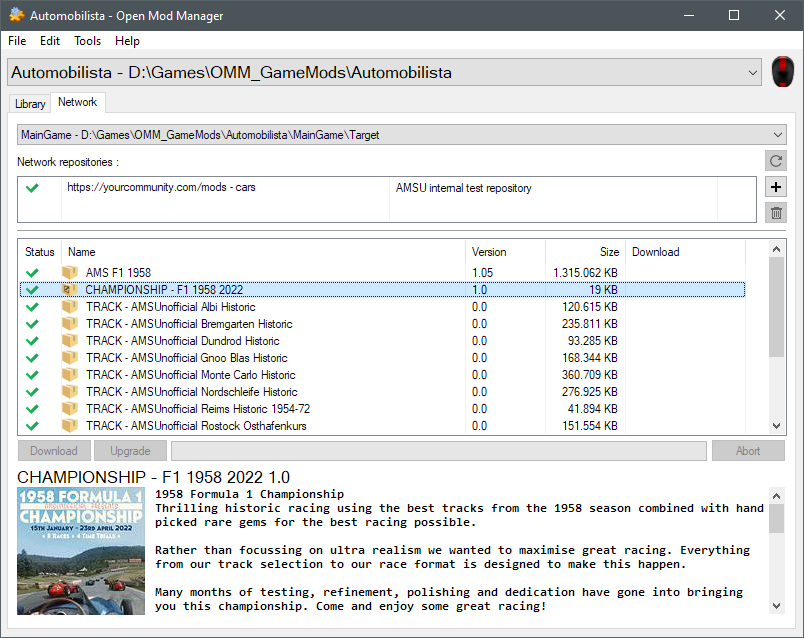 Automobilista - Open Mod Manager
File Edit Tools Help
Automobilista - D:\Games\OMM_GameMods\Automobilista
Library Network
MainGame - D:\Games\OMM_GameMods\Automobilista\MainGame\Target
Network repositories :
https://yourcommunity.com/mods - cars AMSU internal test repository
Status Name Version Size Download
AMS F1 1958 1.05 1.315.062 KB
CHAMPIONSHIP - F1 1958 2022 1.0 19 KB
TRACK - AMSUnofficial Albi Historic 0.0 120.615 KB
TRACK - AMSUnofficial Bremgarten Historic 0.0 235.811 KB
TRACK - AMSUnofficial Dundrod Historic 0.0 93.285 KB
TRACK - AMSUnofficial Gnoo Blas Historic 0.0 168.344 KB
TRACK - AMSUnofficial Monte Carlo Historic 0.0 360.709 KB
TRACK - AMSUnofficial Nordschleife Historic 0.0 276.925 KB
TRACK - AMSUnofficial Reims Historic 1954-72 0.0 41.894 KB
TRACK - AMSUnofficial Rostock Osthafenkurs 0.0 151.554 KB
Download Upgrade Abort
CHAMPIONSHIP - F1 1958 2022 1.0
1958 FORMULA 1
CHAMPIONSHIP
15TH JANUARY - 23RD APRIL 2022
8 RACES + 4 TIME TRIALS
1958 Formula 1 Championship
Thrilling historic racing using the best tracks from the 1958 season combined with hand
picked rare gems for the best racing possible.
Rather than focussing on ultra realism we wanted to maximise great racing. Everything
from our track selection to our race format is designed to make this happen.
Many months of testing, refinement, polishing and dedication have gone into bringing
you this championship. Come and enjoy some great racing!